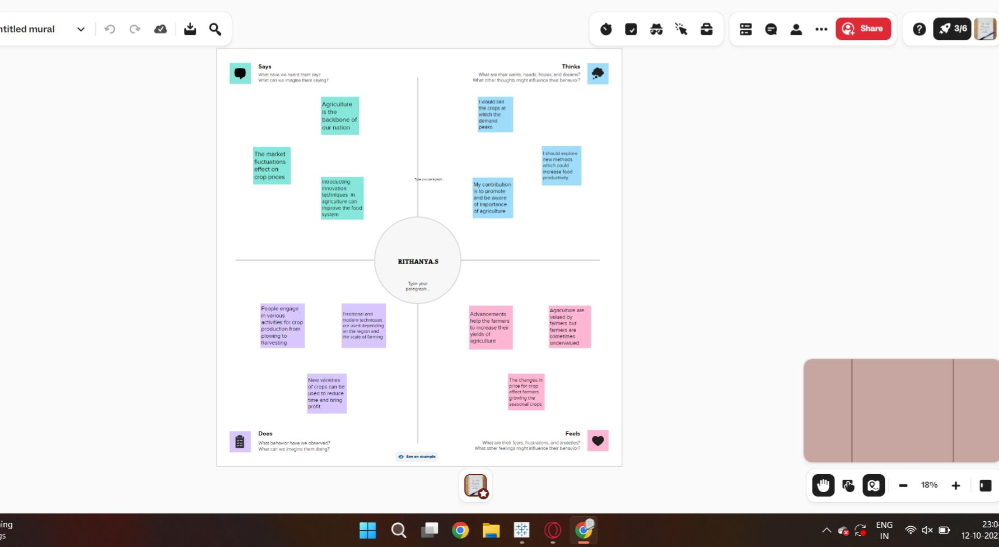 ntitled mural
Share
3/6
Says
What have we heard them say?
What can we imagine them saying?
Thinks
What are their wants, needs, hopes, and dreams?
What other thoughts might influence their behavior?
Agriculture
is the
backbone of
our nation
The market
fluctuations
effect on
crop prices
Introducting
innovation
techniques in
agriculture can
improve the food
system
I would sell
the crops at
which the
demand
peaks
I should explore
new methods
which could
increase food
productivity
Type your paragraph...
My contribution
is to promote
and be aware
of importance
of agriculture
RITHANYA.S
Type your
paragraph...
People engage
in various
activities for crop
production from
plowing to
harvesting
Traditional and
modern techniques
are used depending
on the region and
the scale of farming
New varieties
of crops can be
used to reduce
time and bring
profit
Advancements
help the farmers
to increase their
yields of
agriculture
Agriculture are
valued by
farmers but
farmers are
sometimes
undervalued
The changes in
price for crop
affect farmers
growing the
seasonal crops
Does
What behavior have we observed?
What can we imagine them doing?
Feels
What are their fears, frustrations, and anxieties?
What other feelings might influence their behavior?
See an example
18%
ing
gs
ENG
IN
23:04
12-10-202